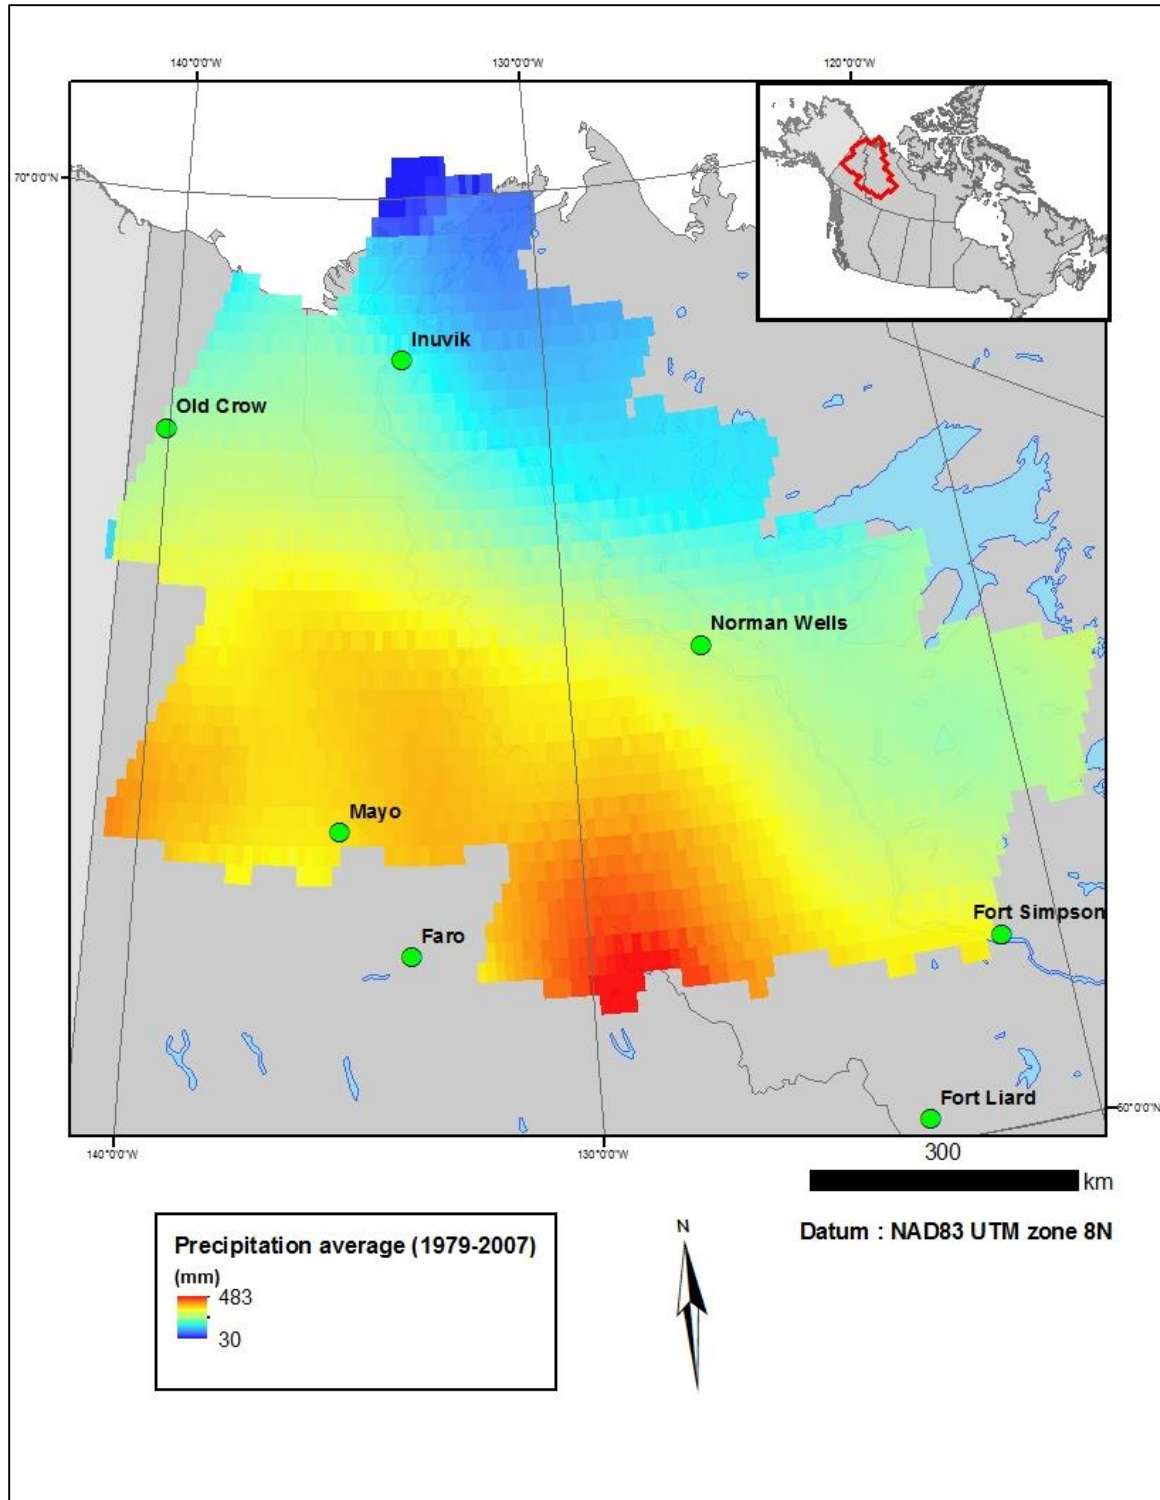 140°0'0"W
130°0'0"W
120°0'0"W
70°0'0"N
Inuvik
Old Crow
Norman Wells
Mayo
Fort Simpson
Faro
Fort Liard
60°0'0"N
140°0'0"W
130°0'0"W
300
km
Precipitation average (1979-2007)
(mm)
483
30
N
Datum : NAD83 UTM zone 8N